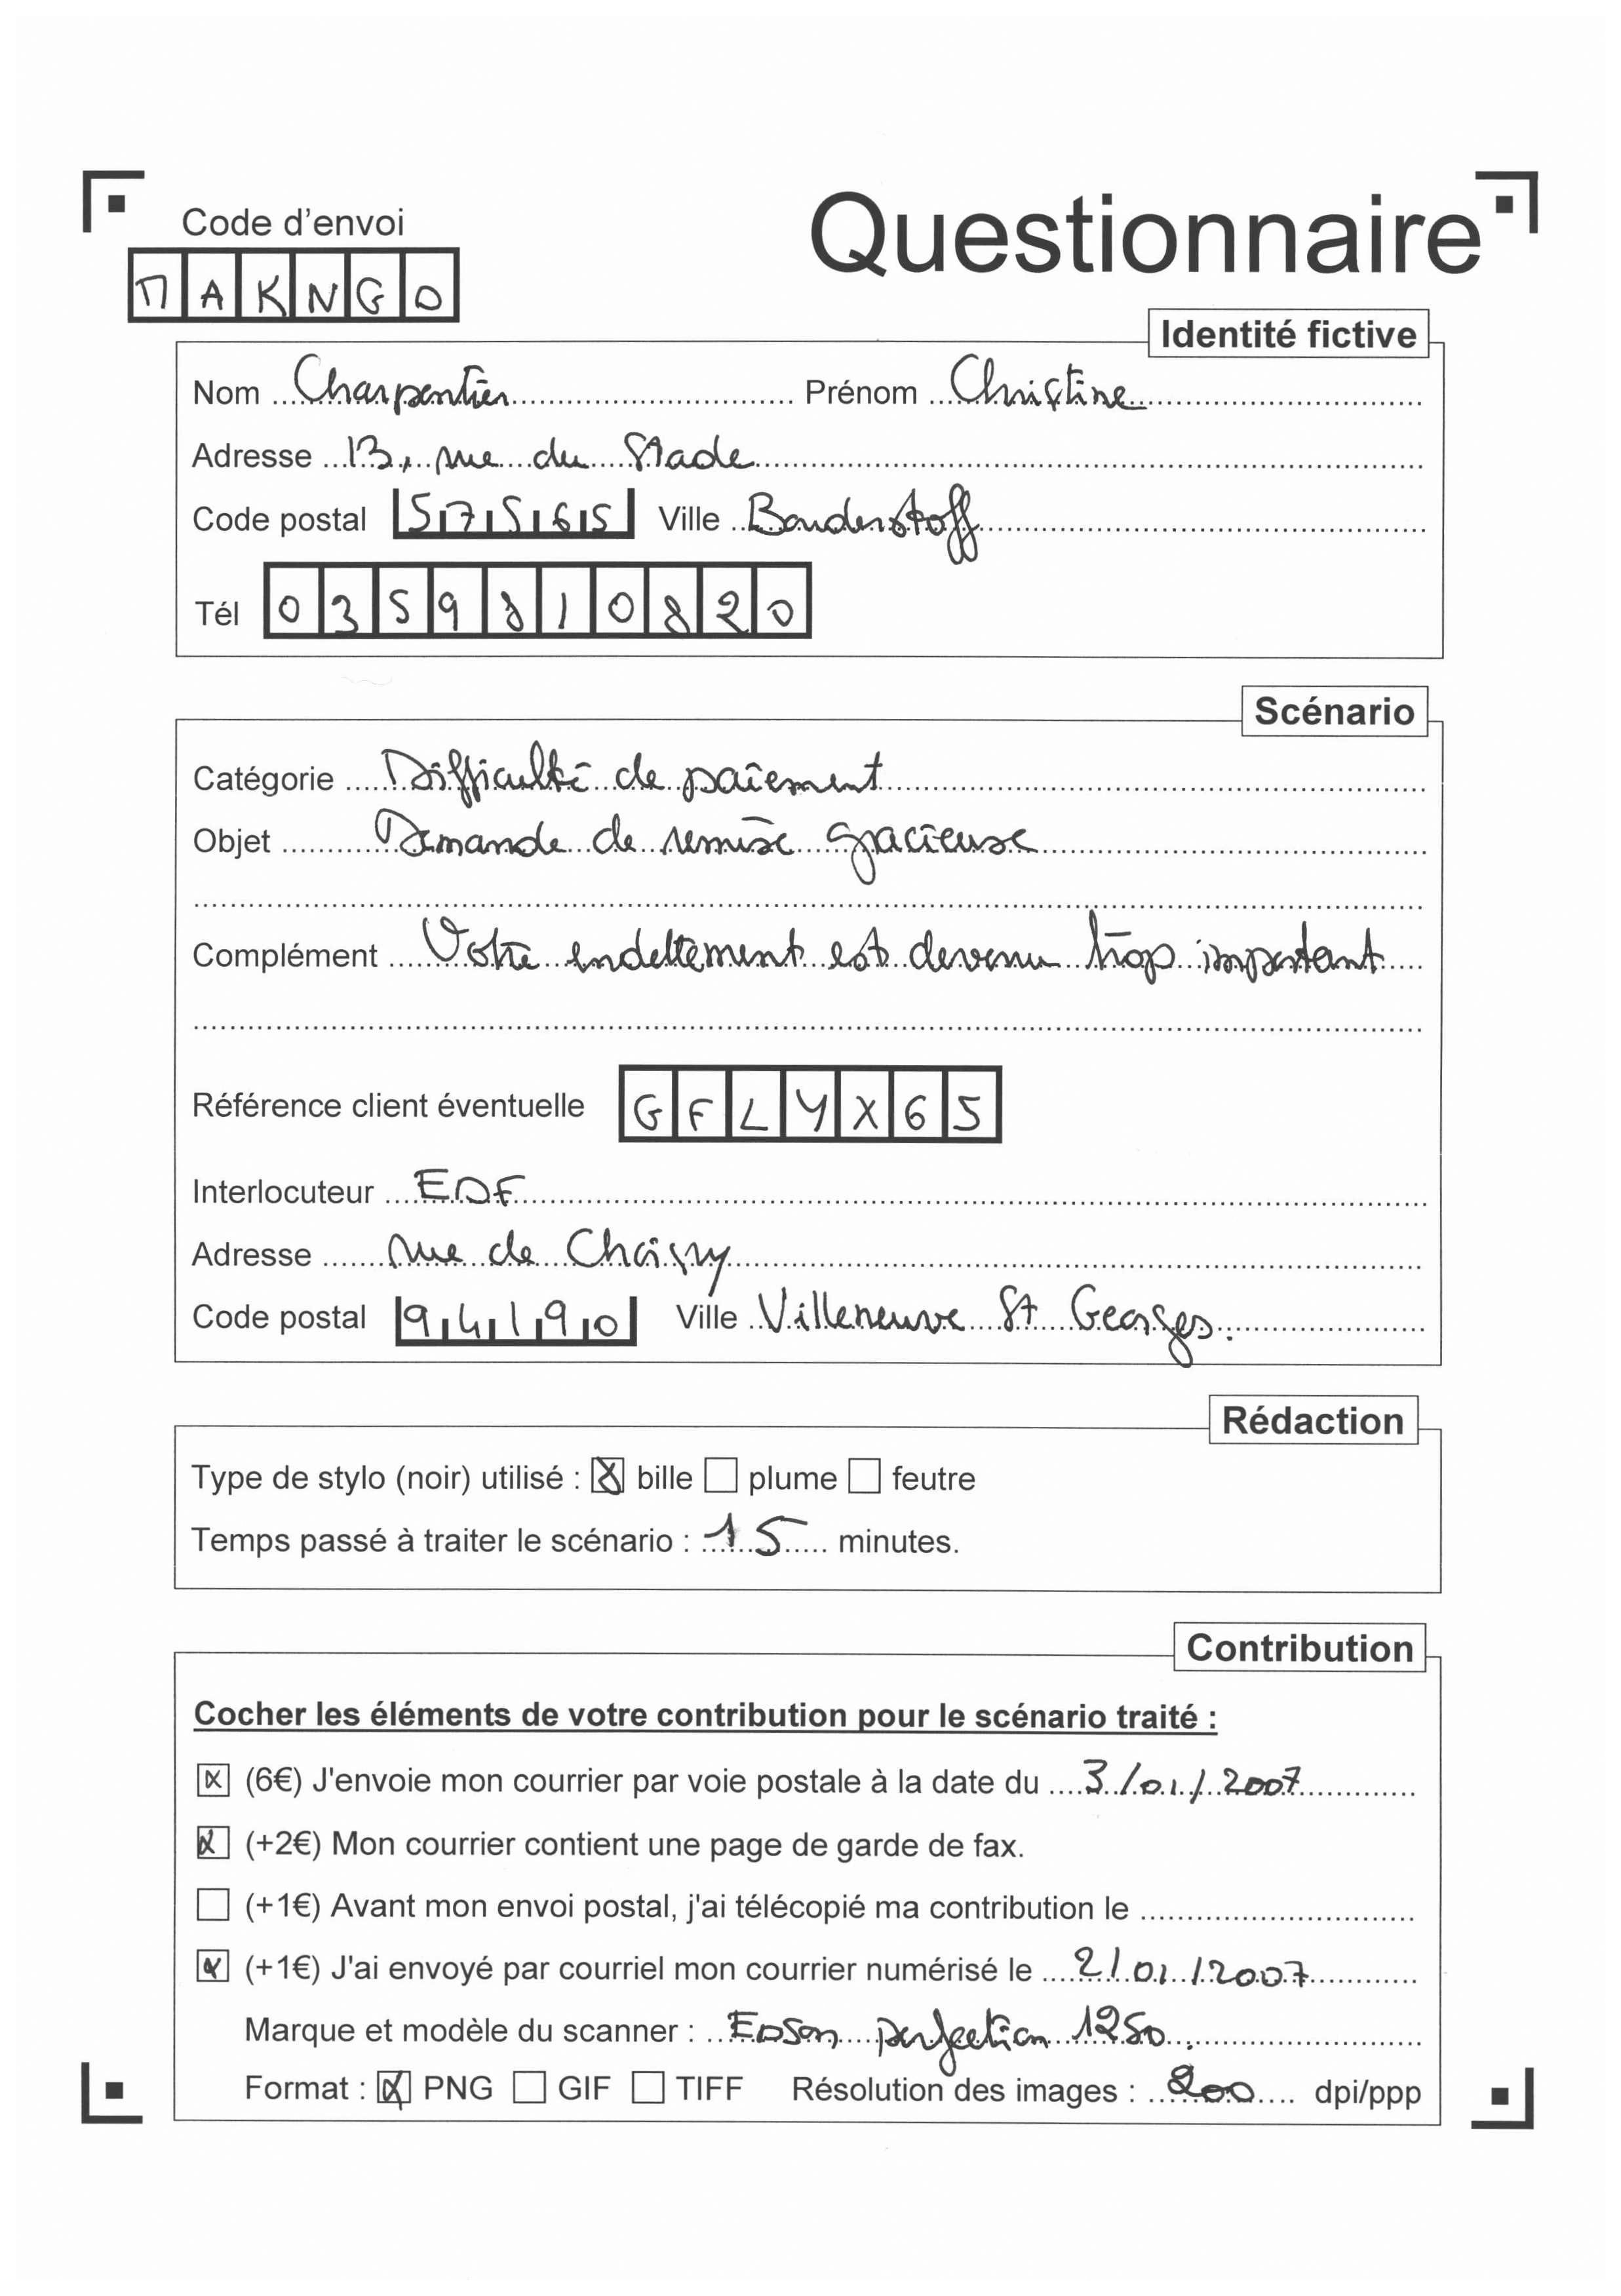 Code d'envoi
Questionnaire
MAKNGO
Identité fictive
Nom Charpentier Prénom Christine
Adresse 13, rue du Stade
Code postal 57565 Ville Bouderstoff
Tél 0359810820
Scénario
Catégorie Difficulté de paiement
Objet Demande de remise gracieuse
Complément Votre endettement est devenu trop important
Référence client éventuelle GFLYX65
Interlocuteur EDF
Adresse rue de Choisy
Code postal 94190 Ville Villeneuve St Georges.
Rédaction
Type de stylo (noir) utilisé : ☒ bille ☐ plume ☐ feutre
Temps passé à traiter le scénario : 15 minutes.
Contribution
Cocher les éléments de votre contribution pour le scénario traité :
☒ (6€) J'envoie mon courrier par voie postale à la date du 3/01/2007
☒ (+2€) Mon courrier contient une page de garde de fax.
☐ (+1€) Avant mon envoi postal, j'ai télécopié ma contribution le
☒ (+1€) J'ai envoyé par courriel mon courrier numérisé le 2/01/2007
Marque et modèle du scanner : Epson perfection 1250.
Format : ☒ PNG ☐ GIF ☐ TIFF Résolution des images : 200 dpi/ppp